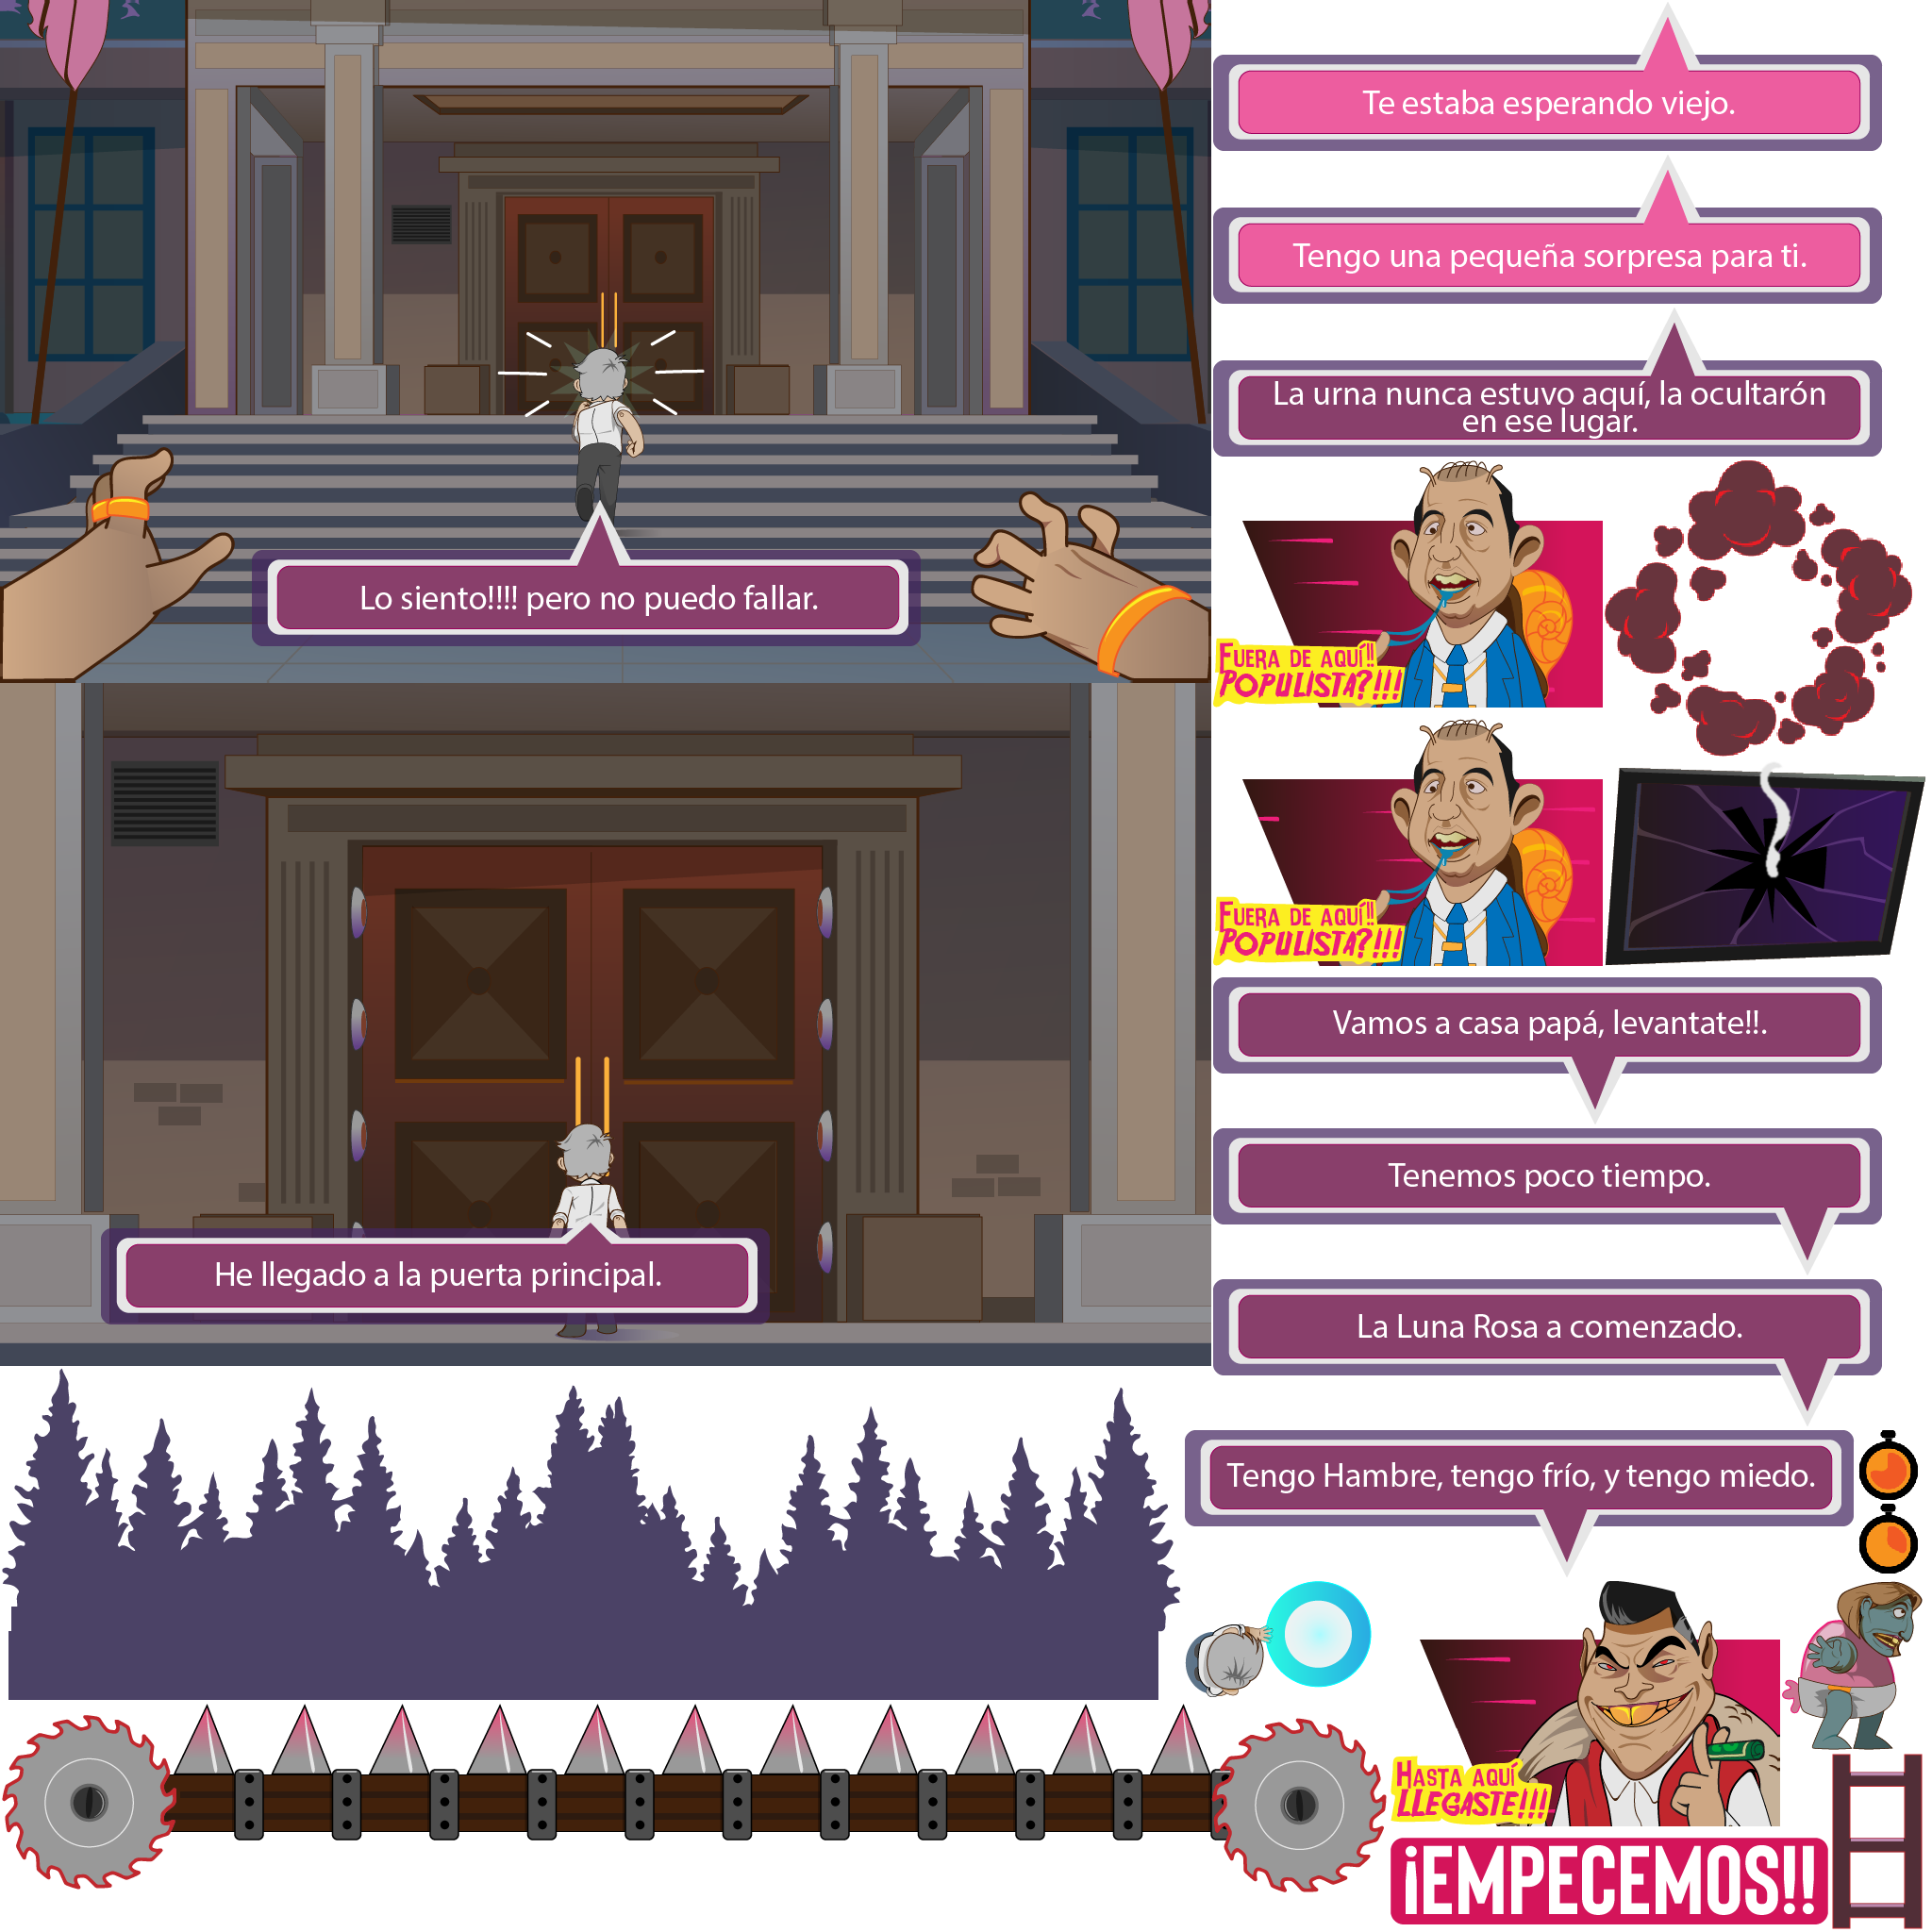 Te estaba esperando viejo.
Tengo una pequeña sorpresa para ti.
La urna nunca estuvo aquí, la ocultarón
en ese lugar.
Lo siento!!!! pero no puedo fallar.
FUERA DE AQUÍ!!
POPULISTA?!!!
FUERA DE AQUÍ!!
POPULISTA?!!!
Vamos a casa papá, levantate!!.
Tenemos poco tiempo.
He llegado a la puerta principal.
La Luna Rosa a comenzado.
Tengo Hambre, tengo frío, y tengo miedo.
HASTA AQUÍ
LLEGASTE!!!
¡EMPECEMOS!!